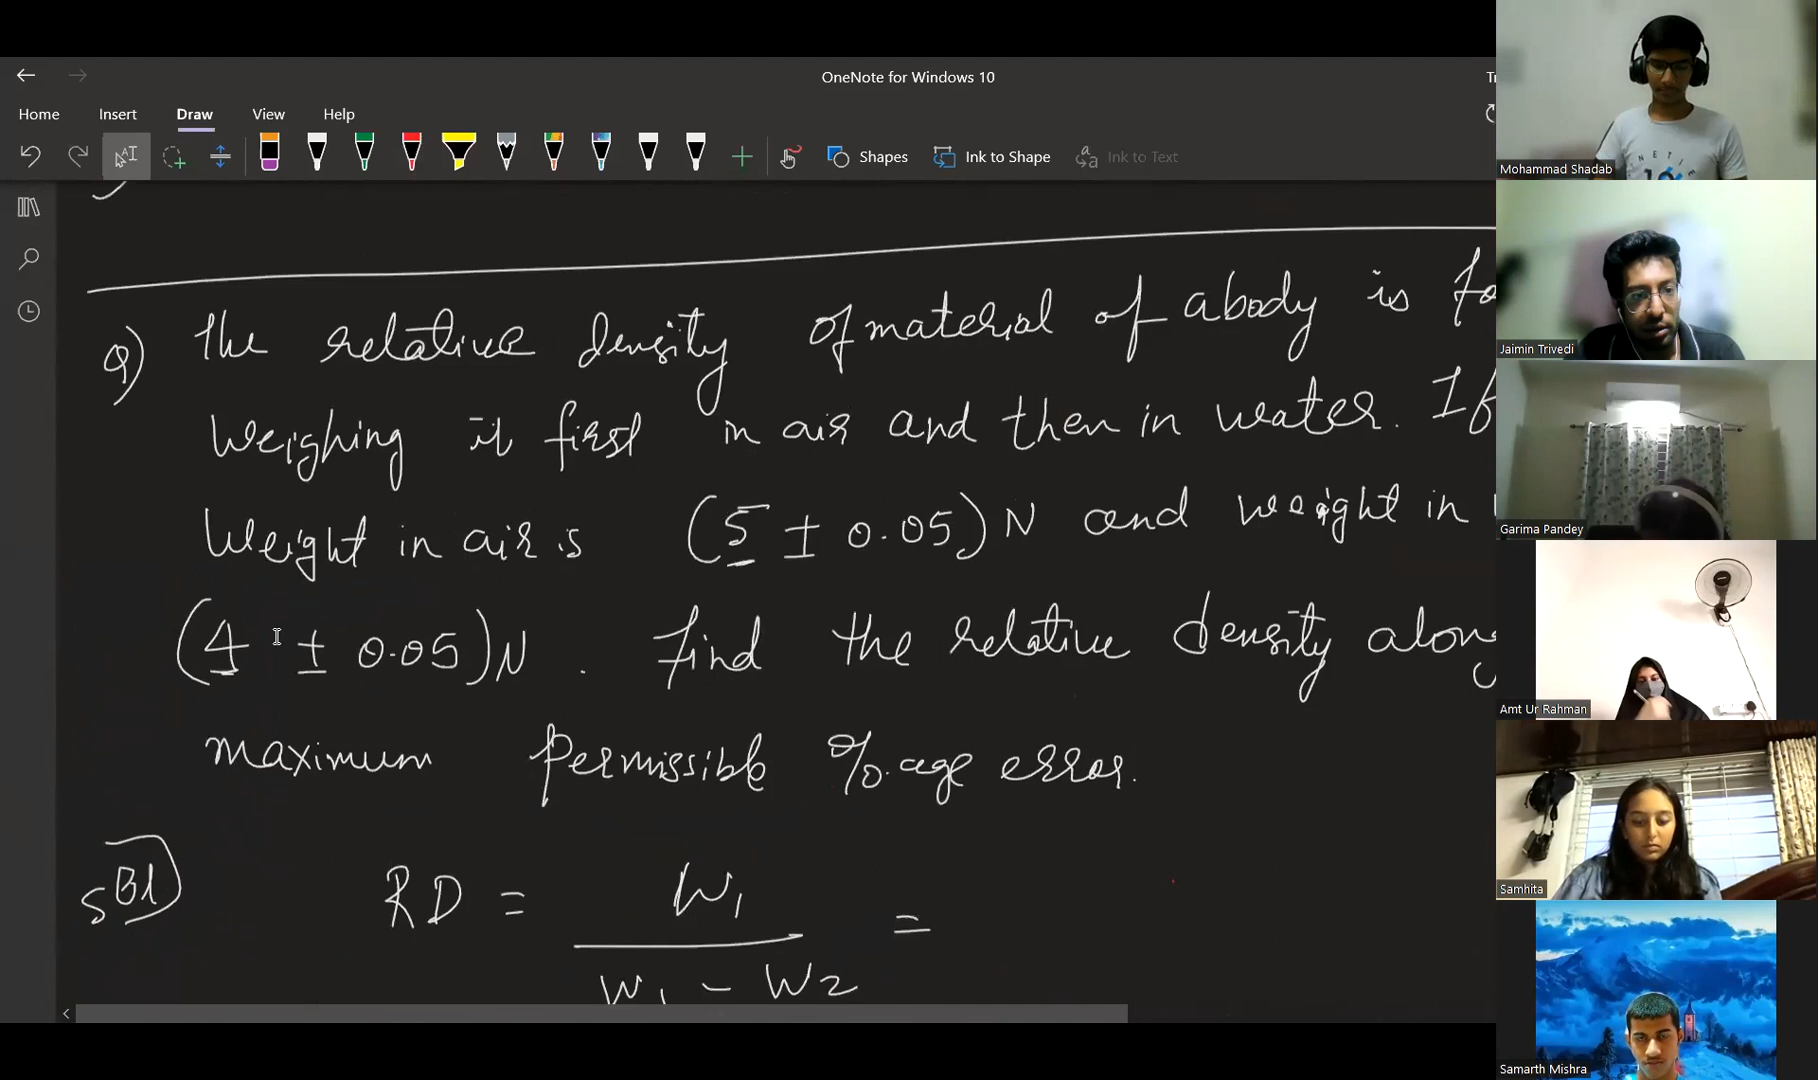 OneNote for Windows 10
Home Insert Draw View Help
Shapes Ink to Shape Ink to Text
Q) The relative density of material of a body is
weighing it first in air and then in water. If
weight in air is (5 ± 0.05) N and weight in
(4 ± 0.05) N . Find the relative density
maximum permissible %age error.
sol
RD = W1 =
W1 - W2
Mohammad Shadab
Jaimin Trivedi
Garima Pandey
Amt Ur Rahman
Samhita
Samarth Mishra